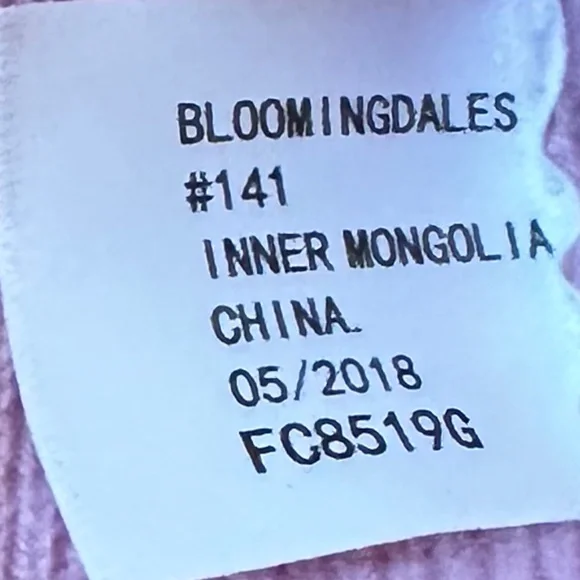 BLOOMINGDALES
#141
INNER MONGOLIA
CHINA.
05/2018
FC8519G